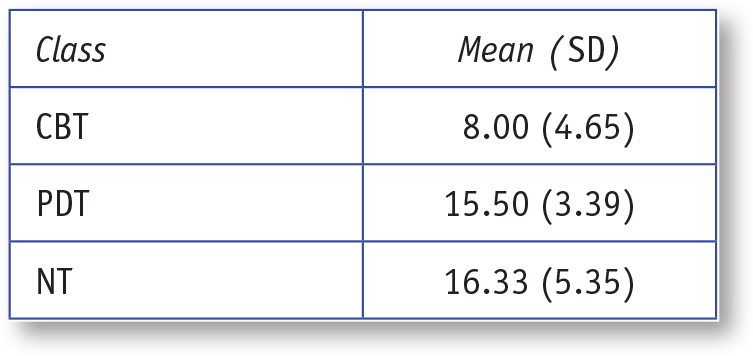 Class Mean (SD)
CBT 8.00 (4.65)
PDT 15.50 (3.39)
NT 16.33 (5.35)